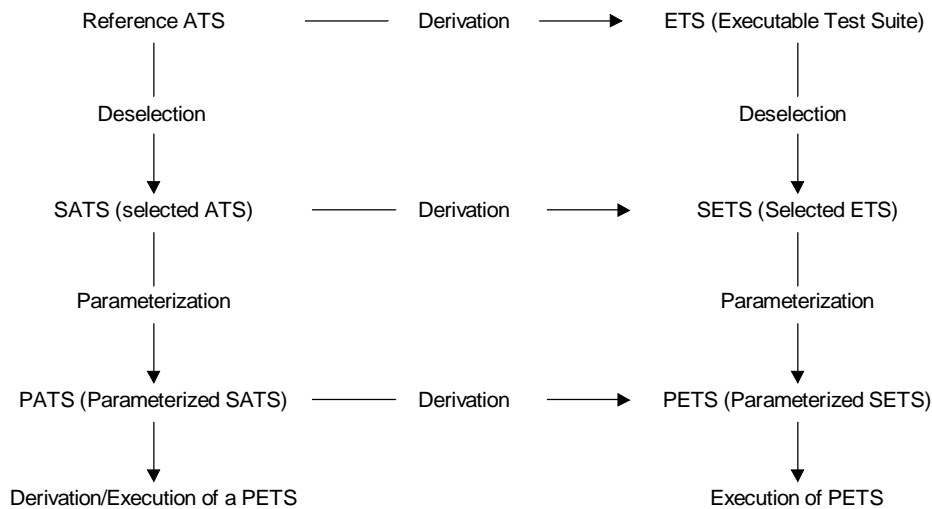 Reference ATS
Derivation
ETS (Executable Test Suite)
Deselection
Deselection
SATS (selected ATS)
Derivation
SETS (Selected ETS)
Parameterization
Parameterization
PATS (Parameterized SATS)
Derivation
PETS (Parameterized SETS)
Derivation/Execution of a PETS
Execution of PETS